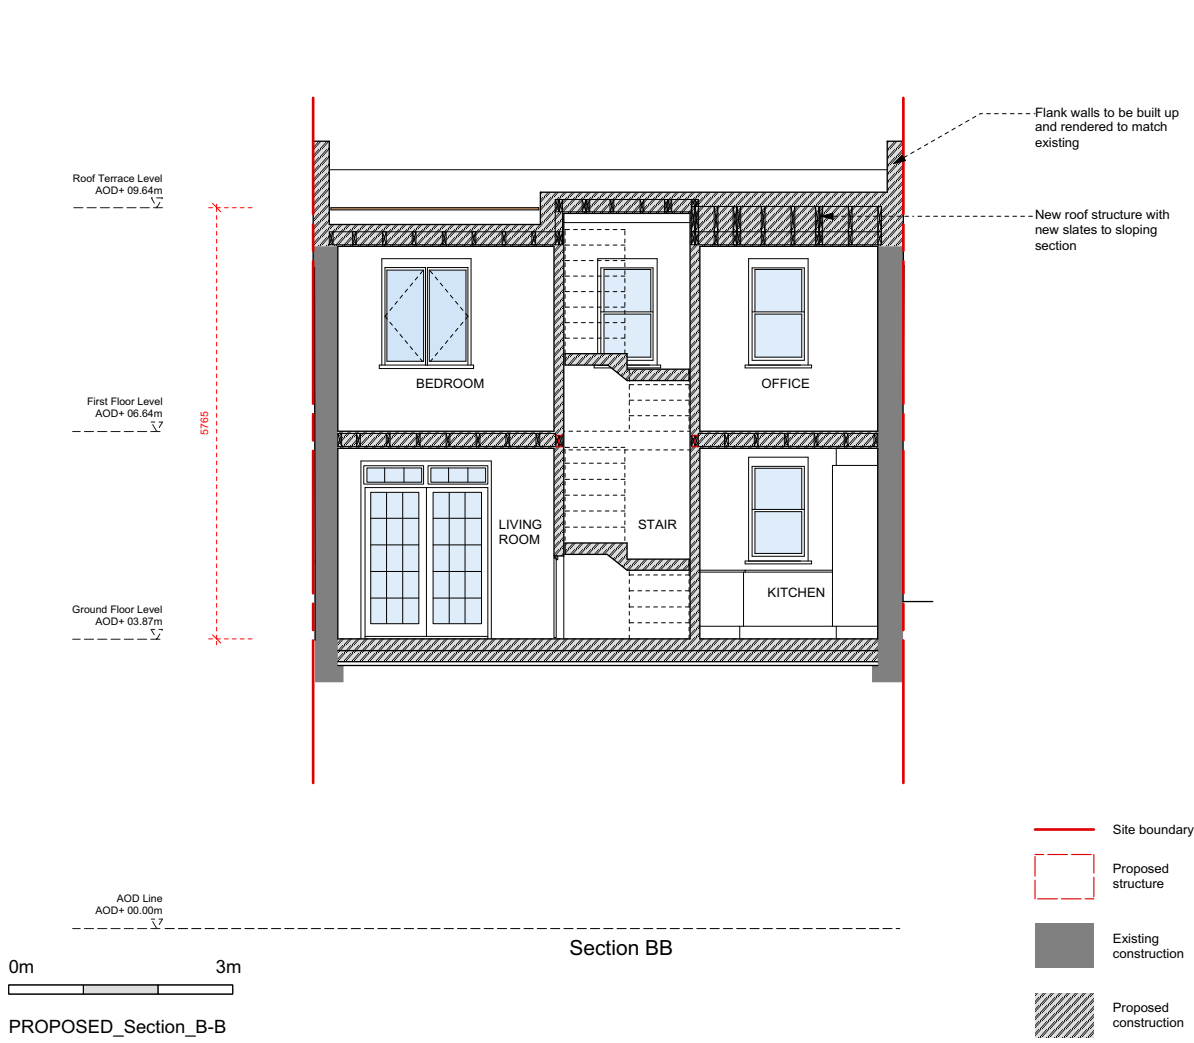 Flank walls to be built up
and rendered to match
existing
Roof Terrace Level
AOD+ 09.64m
New roof structure with
new slates to sloping
section
BEDROOM
OFFICE
First Floor Level
AOD+ 06.64m
5765
LIVING
ROOM
STAIR
KITCHEN
Ground Floor Level
AOD+ 03.87m
Site boundary
Proposed
structure
AOD Line
AOD+ 00.00m
Section BB
Existing
construction
0m
3m
Proposed
construction
PROPOSED_Section_B-B